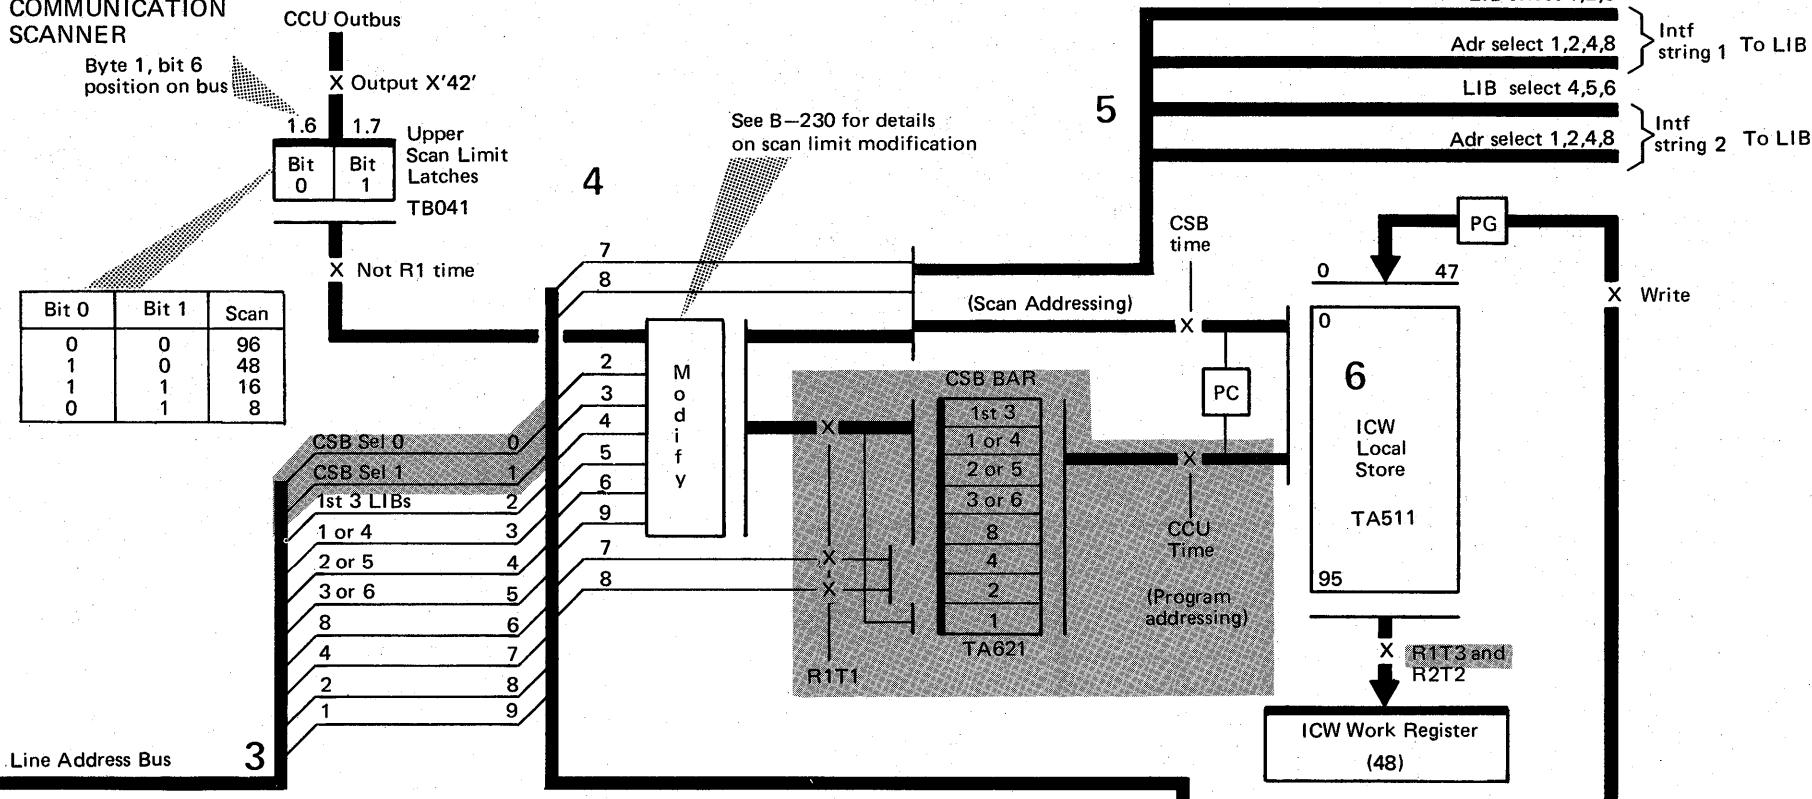 COMMUNICATION
SCANNER
CCU Outbus
Byte 1, bit 6
position on bus
X Output X'42'
1.6 1.7
Bit 0
Bit 1
Upper
Scan Limit
Latches
TB041
X Not R1 time
Bit 0 Bit 1 Scan
0 0 96
1 0 48
1 1 16
0 1 8
CSB Sel 0 0
CSB Sel 1 1
1st 3 LIBs 2
1 or 4 3
2 or 5 4
3 or 6 5
8 6
4 7
2 8
1 9
Line Address Bus
3
4
7
8
2
3
4
5
6
9
7
8
See B–230 for details
on scan limit modification
Modify
5
Adr select 1,2,4,8
LIB select 4,5,6
Adr select 1,2,4,8
Intf
string 1 To LIB
Intf
string 2 To LIB
(Scan Addressing)
CSB
time
X
PC
X
X
X
R1T1
CSB BAR
1st 3
1 or 4
2 or 5
3 or 6
8
4
2
1
TA621
X
CCU
Time
(Program
addressing)
PG
0 47
X Write
0
6
ICW
Local
Store
TA511
95
X R1T3 and
R2T2
ICW Work Register
(48)